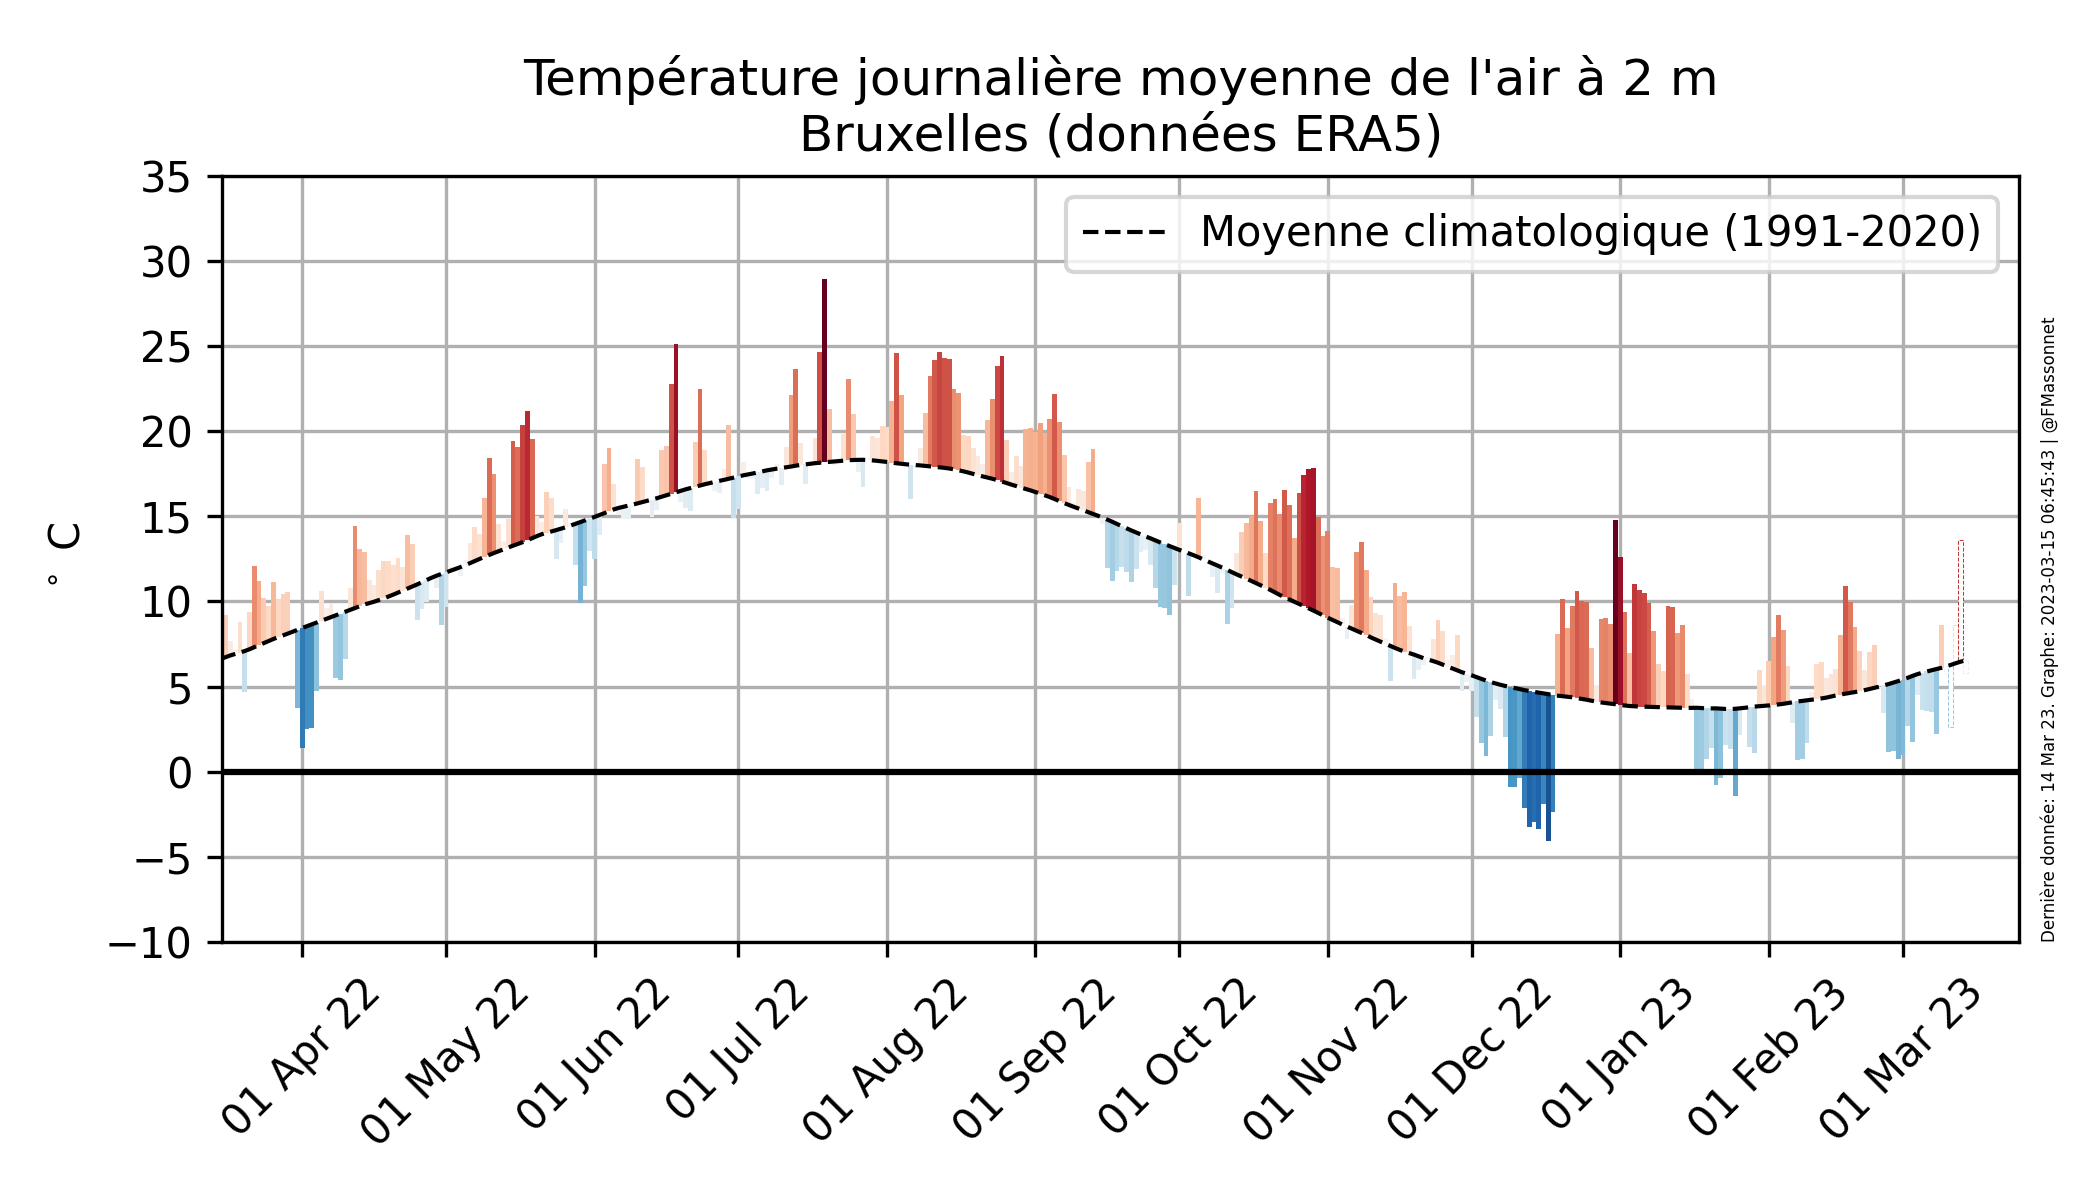 Température journalière moyenne de l'air à 2 m
Bruxelles (données ERA5)
Moyenne climatologique (1991-2020)
35
30
25
20
15
10
5
0
−5
−10
° C
01 Apr 22
01 May 22
01 Jun 22
01 Jul 22
01 Aug 22
01 Sep 22
01 Oct 22
01 Nov 22
01 Dec 22
01 Jan 23
01 Feb 23
01 Mar 23
Dernière donnée: 14 Mar 23. Graphe: 2023-03-15 06:45:43 | @FMassonnet